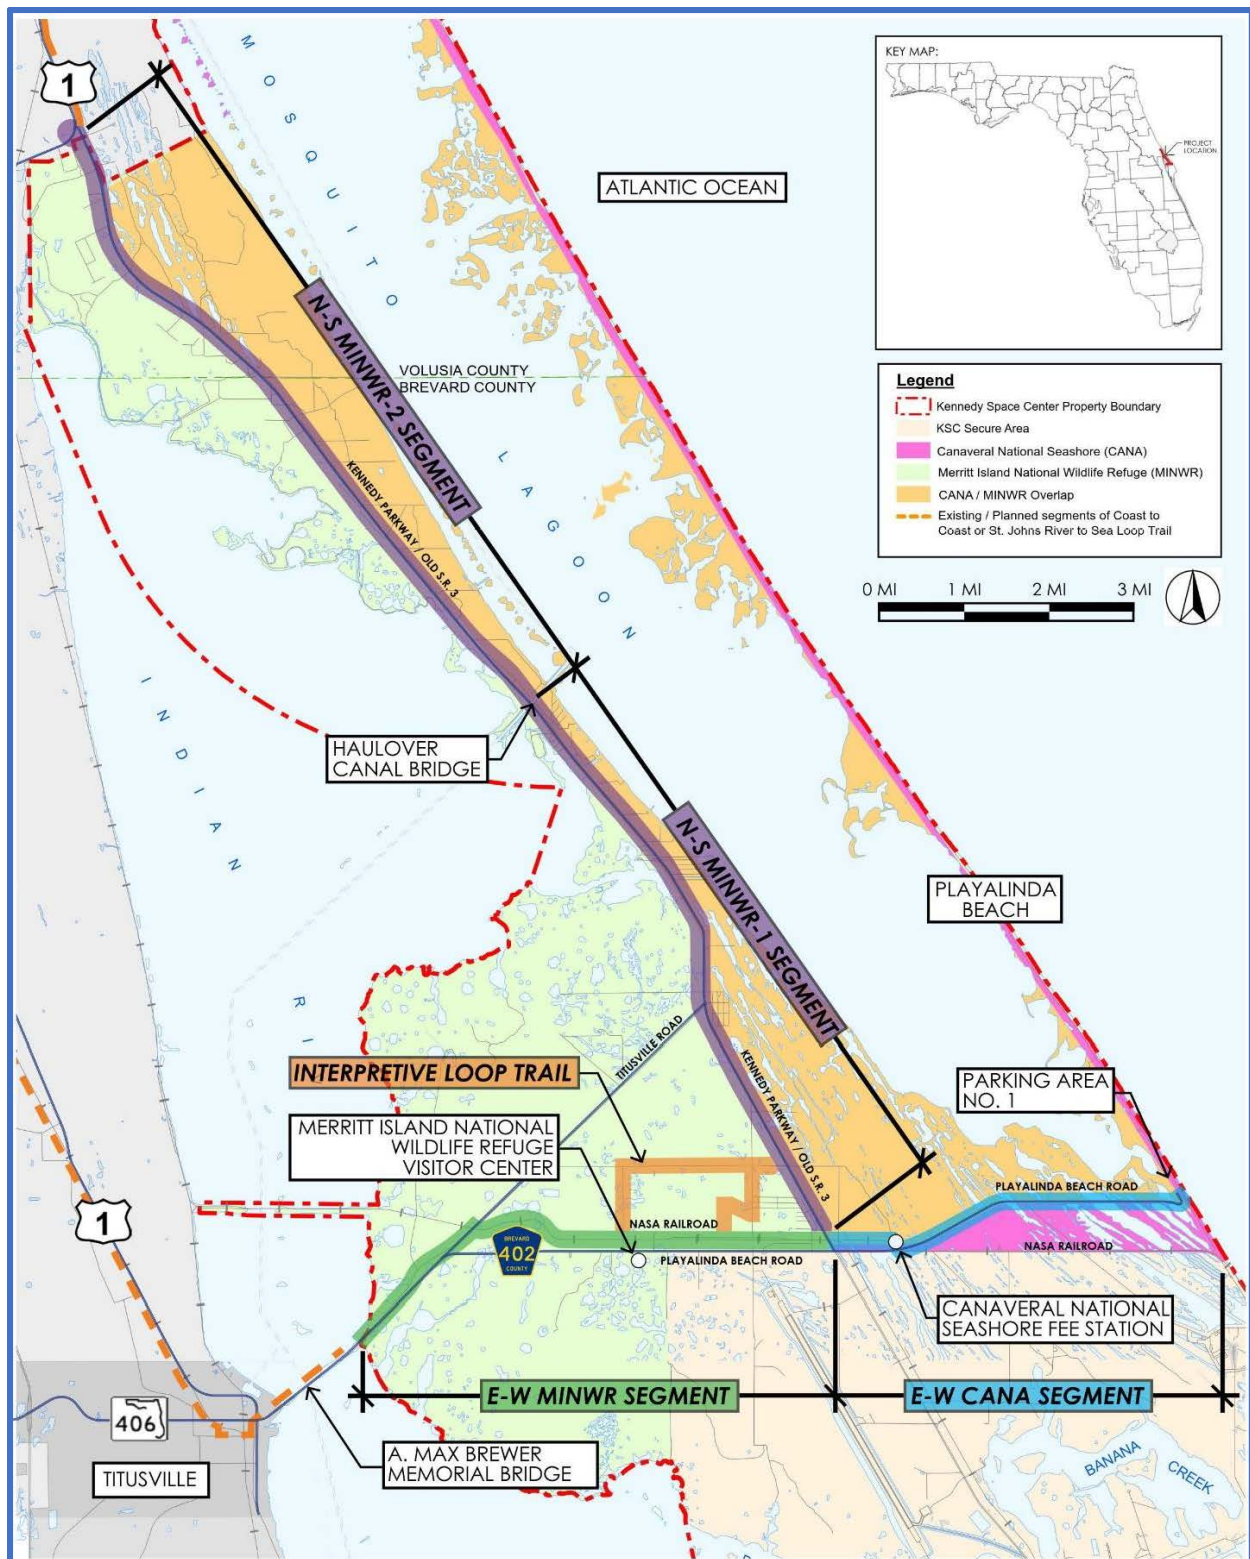 1
MOSQUITO
LAGOON
ATLANTIC OCEAN
KEY MAP:
PROJECT
LOCATION
Legend
Kennedy Space Center Property Boundary
KSC Secure Area
Canaveral National Seashore (CANA)
Merritt Island National Wildlife Refuge (MINWR)
CANA / MINWR Overlap
Existing / Planned segments of Coast to
Coast or St. Johns River to Sea Loop Trail
0 MI 1 MI 2 MI 3 MI
N-S MINWR-2 SEGMENT
VOLUSIA COUNTY
BREVARD COUNTY
KENNEDY PARKWAY / OLD S.R. 3
HAULOVER
CANAL BRIDGE
INDIAN
RI
N-S MINWR-1 SEGMENT
PLAYALINDA
BEACH
TITUSVILLE ROAD
KENNEDY PARKWAY / OLD S.R. 3
INTERPRETIVE LOOP TRAIL
PARKING AREA
NO. 1
MERRITT ISLAND NATIONAL
WILDLIFE REFUGE
VISITOR CENTER
PLAYALINDA BEACH ROAD
1
NASA RAILROAD
NASA RAILROAD
BREVARD
402
COUNTY
PLAYALINDA BEACH ROAD
CANAVERAL NATIONAL
SEASHORE FEE STATION
E-W MINWR SEGMENT
E-W CANA SEGMENT
406
A. MAX BREWER
MEMORIAL BRIDGE
TITUSVILLE
BANANA
CREEK